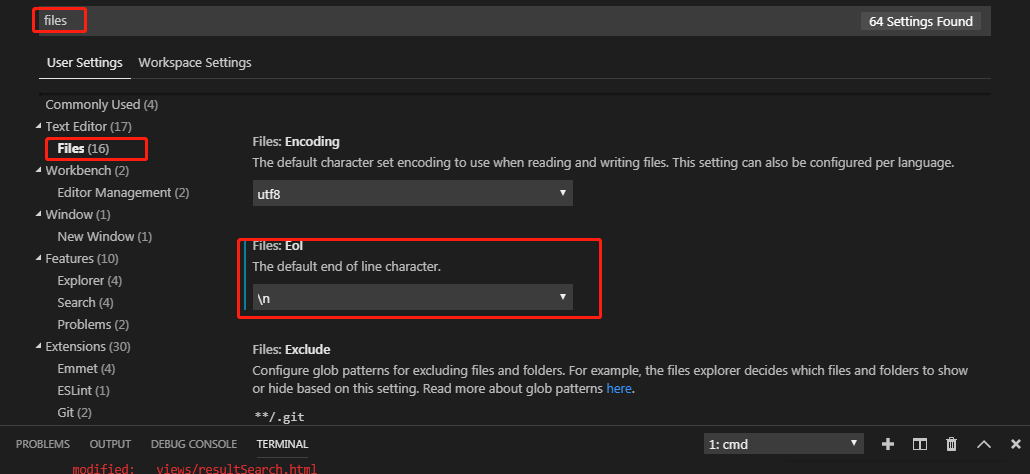 files
64 Settings Found
User Settings
Workspace Settings
Commonly Used (4)
Text Editor (17)
Files (16)
Workbench (2)
Editor Management (2)
Window (1)
New Window (1)
Features (10)
Explorer (4)
Search (4)
Problems (2)
Extensions (30)
Emmet (4)
ESLint (1)
Git (2)
Files: Encoding
The default character set encoding to use when reading and writing files. This setting can also be configured per language.
utf8
Files: Eol
The default end of line character.
\n
Files: Exclude
Configure glob patterns for excluding files and folders. For example, the files explorer decides which files and folders to show
or hide based on this setting. Read more about glob patterns here.
**/.git
PROBLEMS
OUTPUT
DEBUG CONSOLE
TERMINAL
1: cmd
modified:   views/resultSearch.html